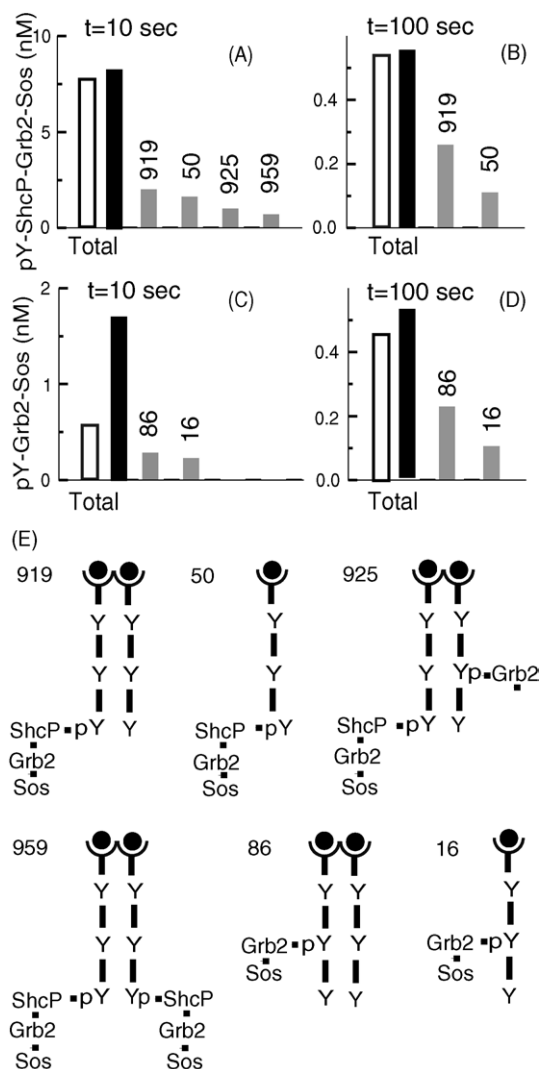 t=10 sec
t=100 sec
(A)
(B)
pY-ShcP-Grb2-Sos (nM)
10
5
0
919
50
925
959
Total
0.4
0.2
0.0
919
50
Total
t=10 sec
t=100 sec
(C)
(D)
pY-Grb2-Sos (nM)
2
1
0
86
16
Total
0.4
0.2
0.0
86
16
Total
(E)
919
50
925
Y Y
Y
Y Y
Y Y
Y
Y Yp Grb2
ShcP pY Y
ShcP pY
ShcP pY Y
Grb2
Grb2
Grb2
Sos
Sos
Sos
959
86
16
Y Y
Y Y
Y
Y Y
Grb2 pY Y
Grb2 pY
Sos
Sos
ShcP pY Yp ShcP
Y Y
Y
Grb2
Grb2
Sos
Sos